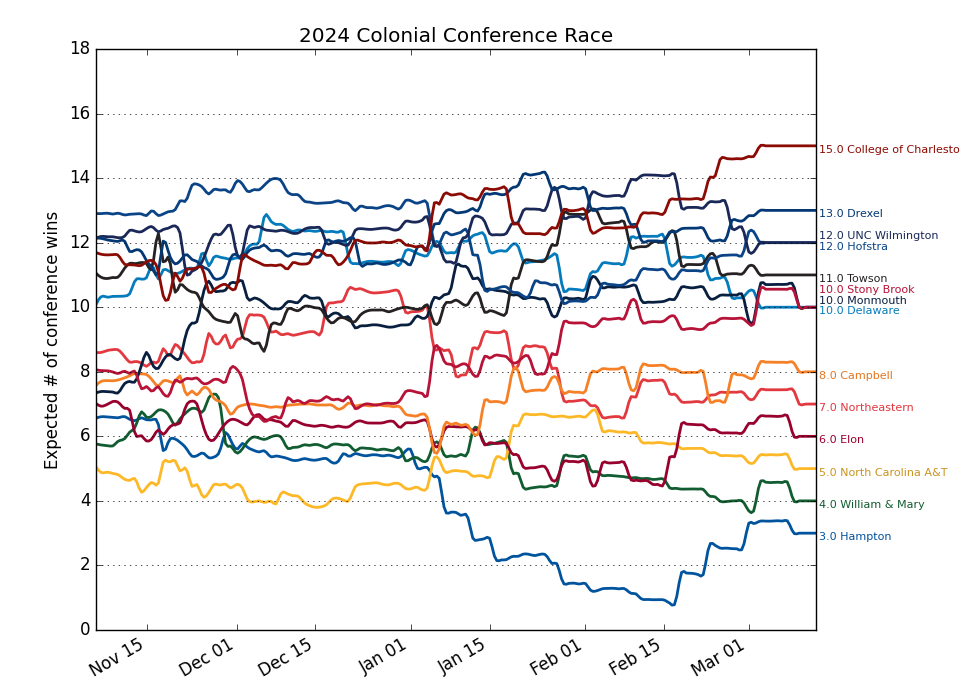 2024 Colonial Conference Race
Expected # of conference wins
18
16
14
12
10
8
6
4
2
0
Nov 15
Dec 01
Dec 15
Jan 01
Jan 15
Feb 01
Feb 15
Mar 01
15.0 College of Charlesto
13.0 Drexel
12.0 UNC Wilmington
12.0 Hofstra
11.0 Towson
10.0 Stony Brook
10.0 Monmouth
10.0 Delaware
8.0 Campbell
7.0 Northeastern
6.0 Elon
5.0 North Carolina A&T
4.0 William & Mary
3.0 Hampton